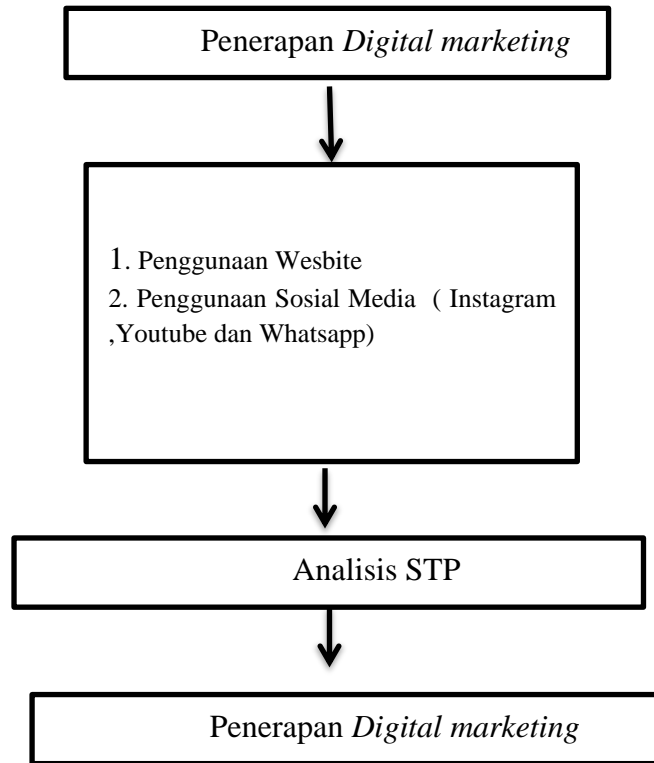 Penerapan Digital marketing
1. Penggunaan Wesbite
2. Penggunaan Sosial Media ( Instagram
,Youtube dan Whatsapp)
Analisis STP
Penerapan Digital marketing